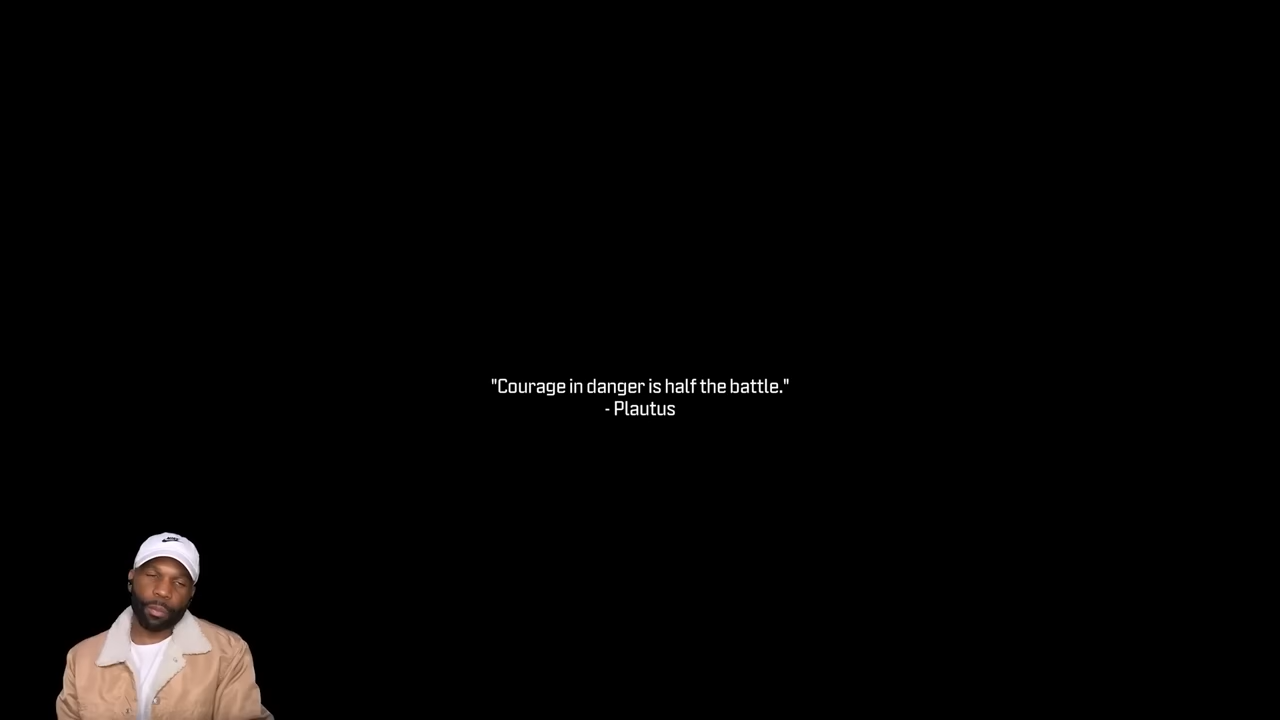 "Courage in danger is half the battle."
- Plautus